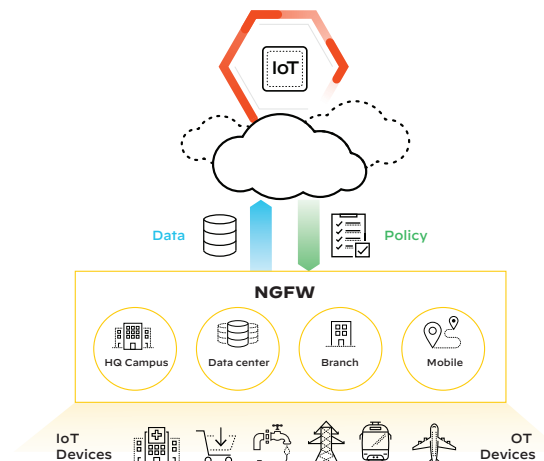 IoT
Data
Policy
NGFW
HQ Campus
Data center
Branch
Mobile
IoT
Devices
OT
Devices